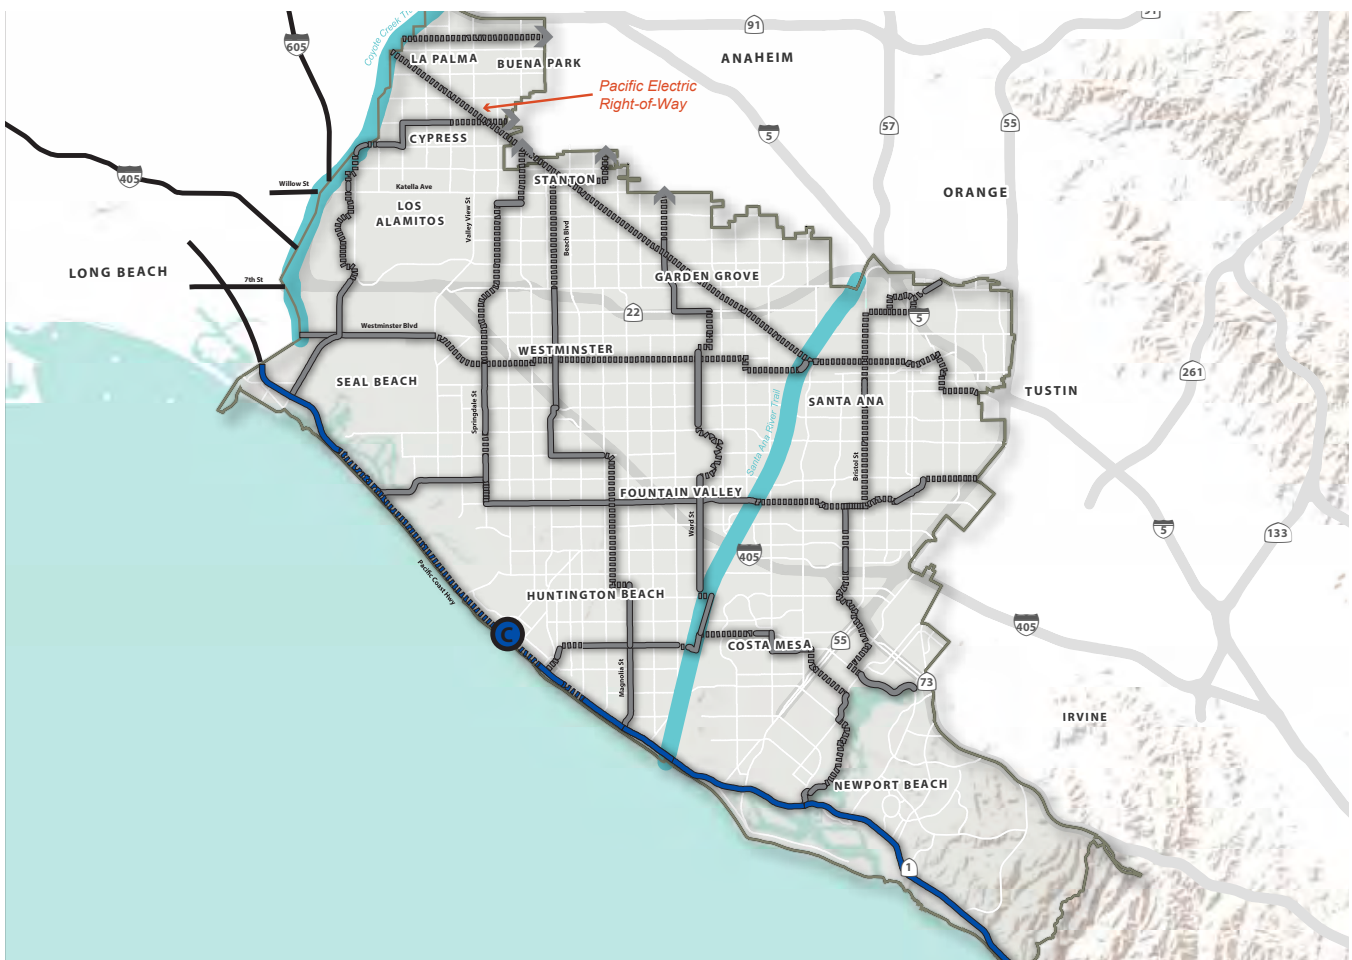 91
91
605
Coyote Creek Tr
LA PALMA
BUENA PARK
ANAHEIM
Pacific Electric
Right-of-Way
5
57
55
CYPRESS
405
Willow St
Katella Ave
STANTON
ORANGE
LOS
ALAMITOS
Valley View St
Beach Blvd
LONG BEACH
7th St
GARDEN GROVE
22
5
Westminster Blvd
WESTMINSTER
SEAL BEACH
261
TUSTIN
SANTA ANA
Springdale St
Santa Ana River Trail
Bristol St
FOUNTAIN VALLEY
Ward St
5
133
405
Pacific Coast Hwy
HUNTINGTON BEACH
405
C
55
COSTA MESA
Magnolia St
73
IRVINE
NEWPORT BEACH
1